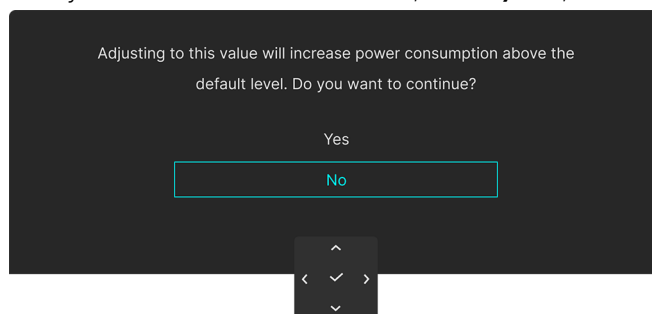 Adjusting to this value will increase power consumption above the
default level. Do you want to continue?
Yes
No